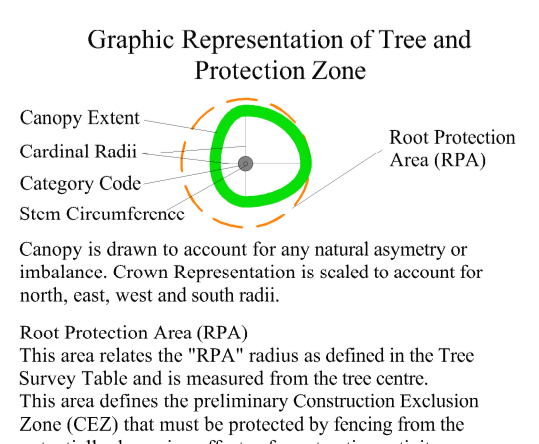 Graphic Representation of Tree and
Protection Zone
Canopy Extent
Cardinal Radii
Category Code
Stem Circumference
Root Protection
Area (RPA)
Canopy is drawn to account for any natural asymetry or
imbalance. Crown Representation is scaled to account for
north, east, west and south radii.
Root Protection Area (RPA)
This area relates the "RPA" radius as defined in the Tree
Survey Table and is measured from the tree centre.
This area defines the preliminary Construction Exclusion
Zone (CEZ) that must be protected by fencing from the